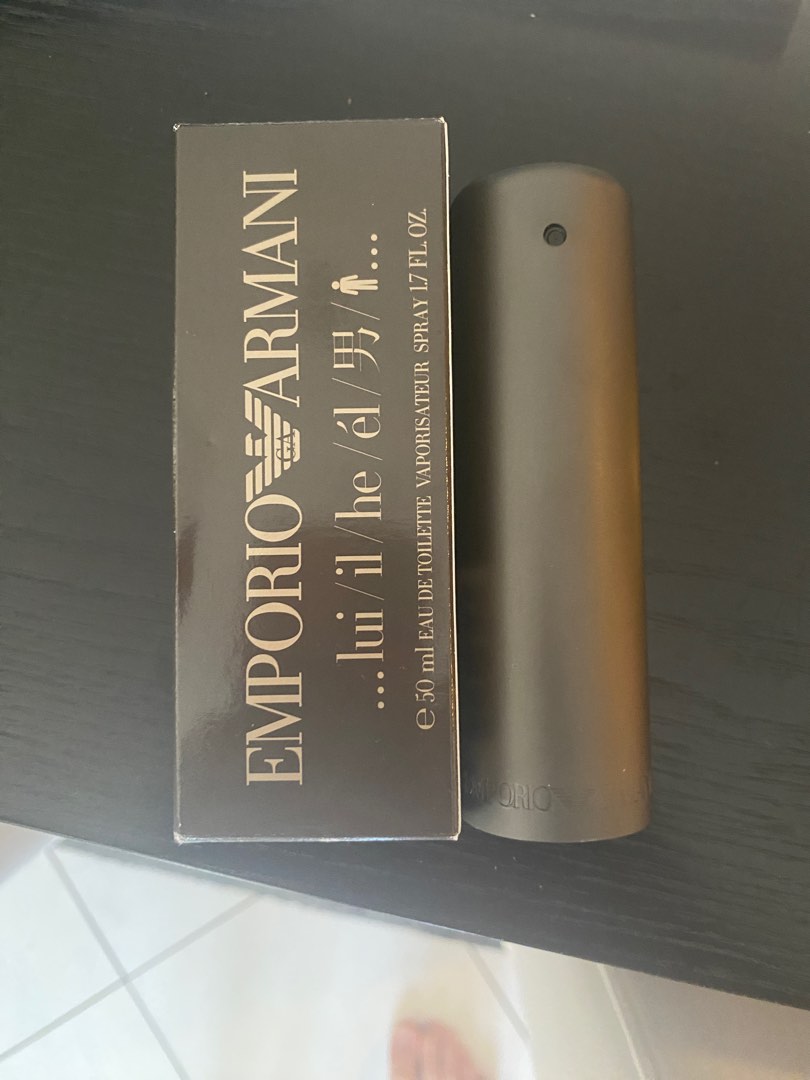 EMPORIO GA ARMANI
...lui / il / he / él / 男 / ...
℮ 50 ml EAU DE TOILETTE VAPORISATEUR SPRAY 1.7 FL. OZ.
EMPORIO